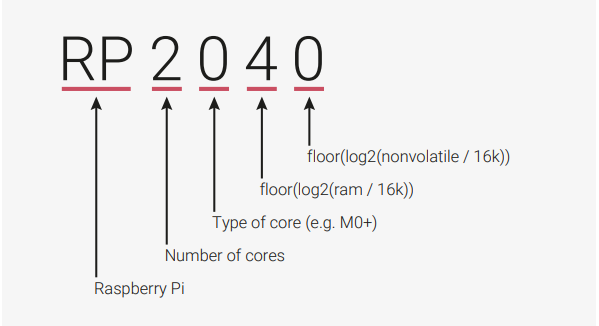 RP2040
floor(log2(nonvolatile / 16k))
floor(log2(ram / 16k))
Type of core (e.g. M0+)
Number of cores
Raspberry Pi